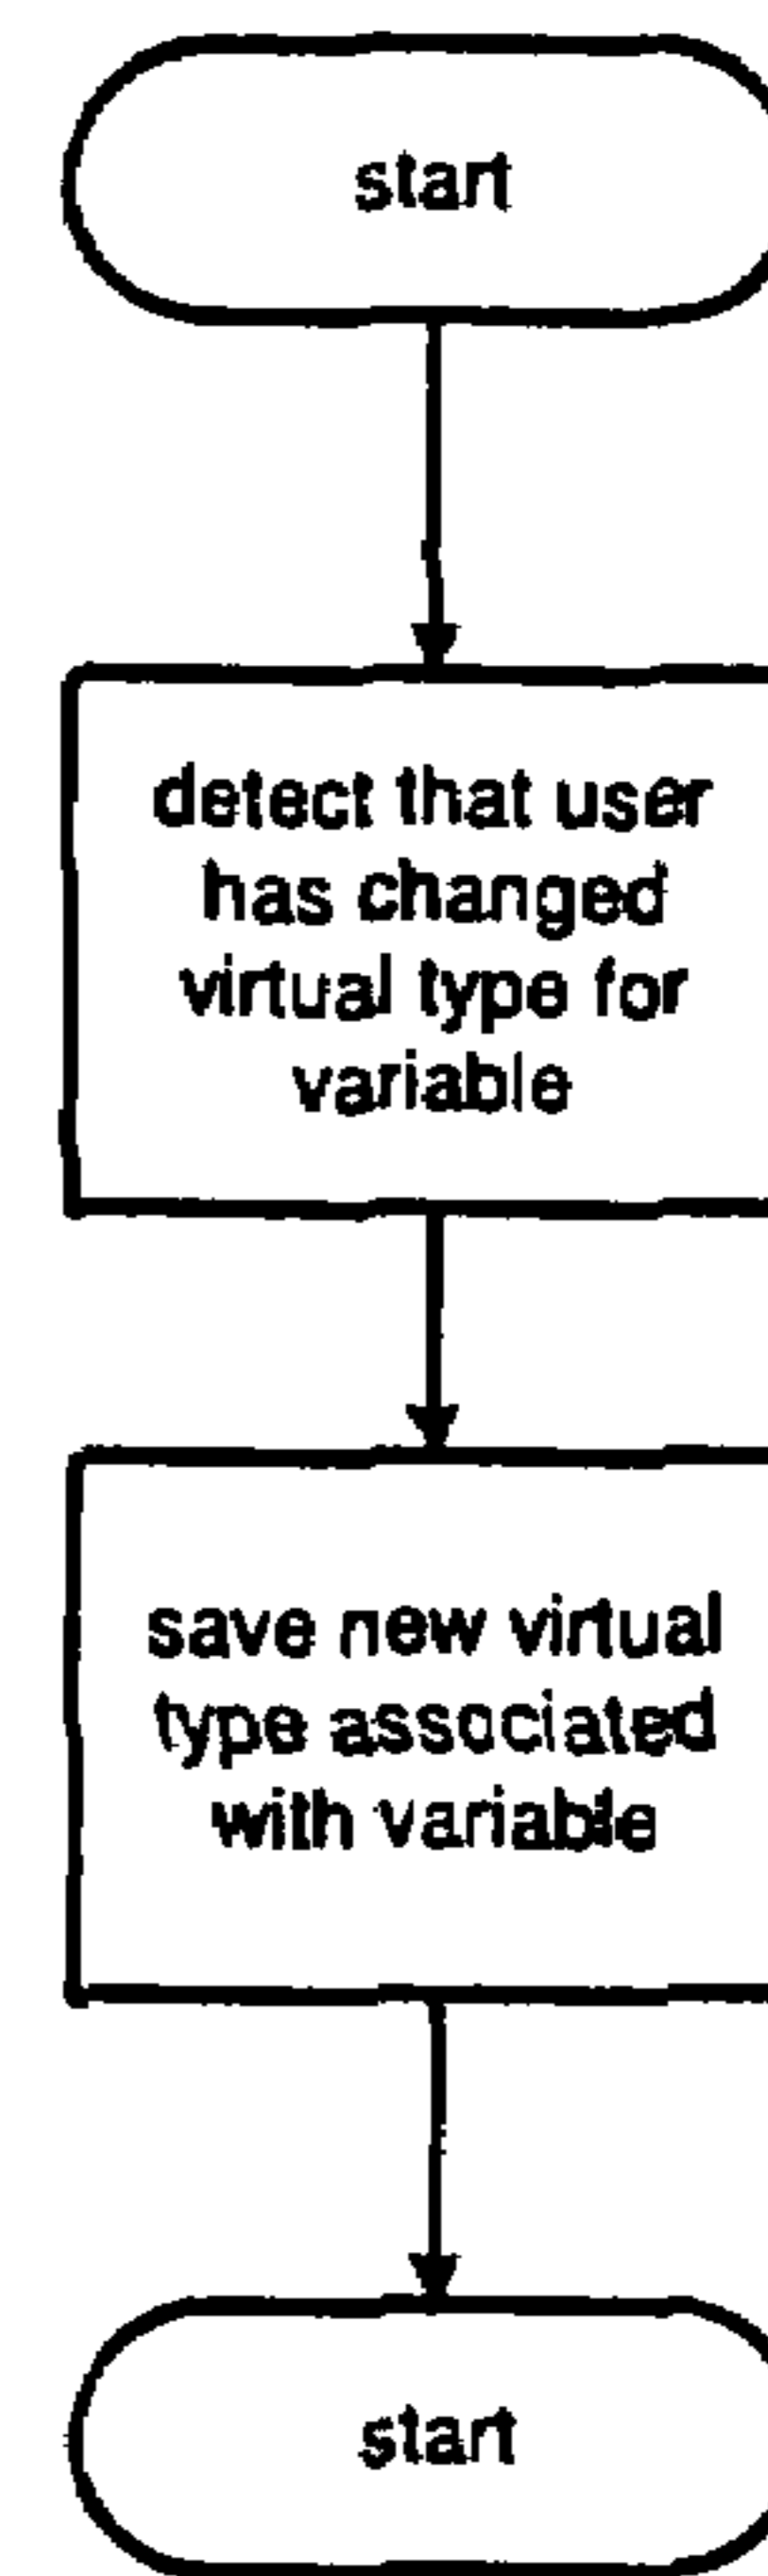 start
detect that user
has changed
virtual type for
variable
save new virtual
type associated
with variable
start